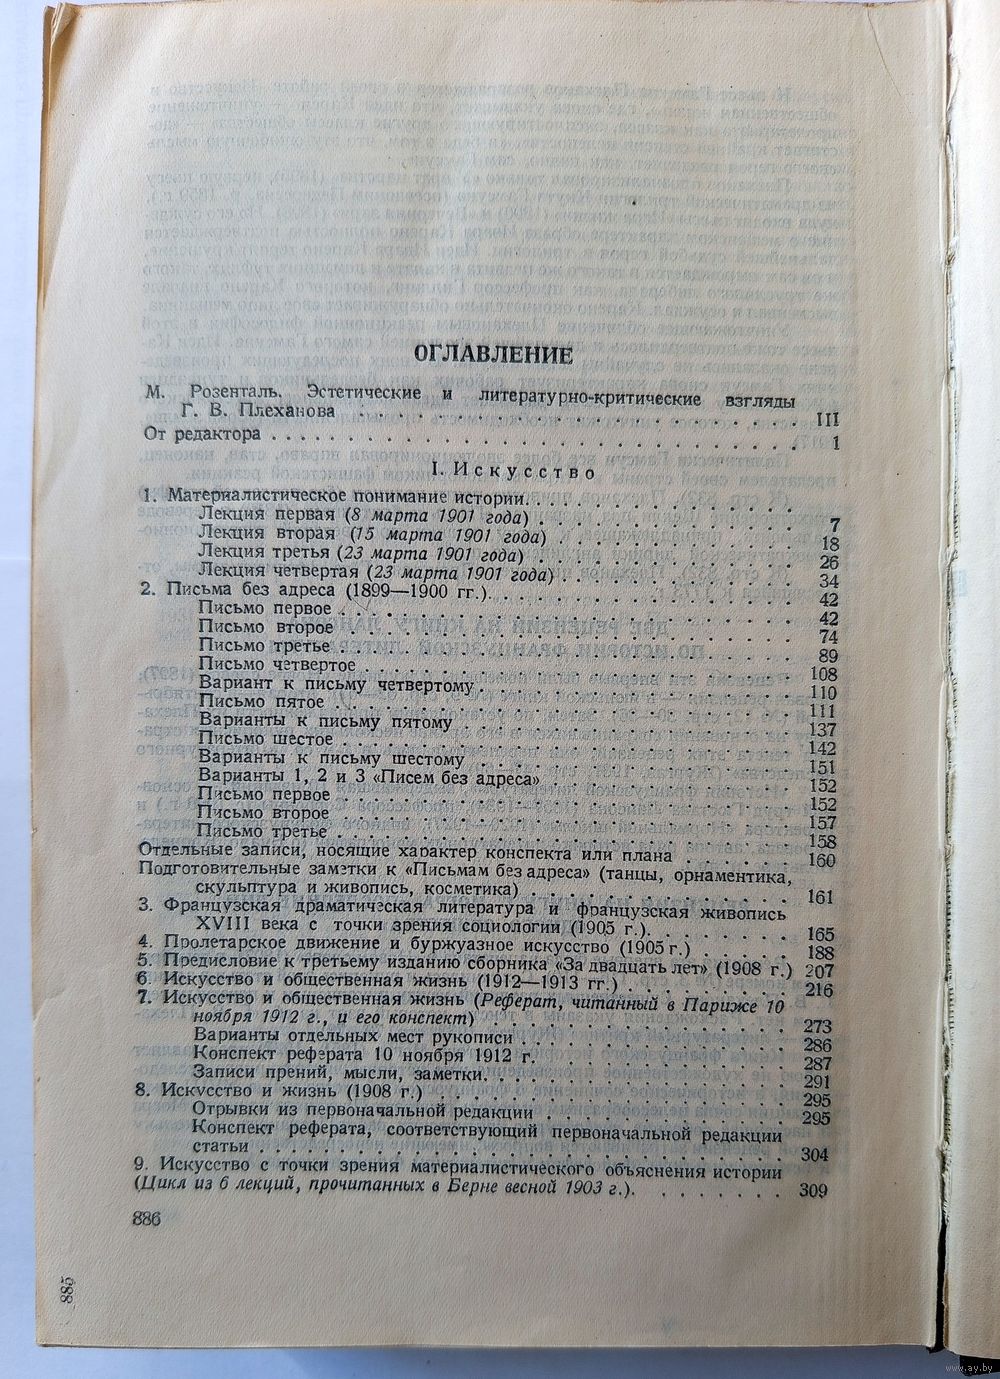 ОГЛАВЛЕНИЕ
М. Розенталь. Эстетические и литературно-критические взгляды
Г. В. Плеханова . . . . . . . . . . . . . . . . . . . . . . III
От редактора . . . . . . . . . . . . . . . . . . . . . . . . 1
I. Искусство
1. Материалистическое понимание истории. . . . . . . . . . . 7
Лекция первая (8 марта 1901 года) . . . . . . . . . . . 7
Лекция вторая (15 марта 1901 года) . . . . . . . . . . . 18
Лекция третья (23 марта 1901 года) . . . . . . . . . . . 26
Лекция четвертая (23 марта 1901 года) . . . . . . . . . . 34
2. Письма без адреса (1899—1900 гг.). . . . . . . . . . . . 42
Письмо первое . . . . . . . . . . . . . . . . . . . . 42
Письмо второе . . . . . . . . . . . . . . . . . . . . 74
Письмо третье . . . . . . . . . . . . . . . . . . . . 89
Письмо четвертое . . . . . . . . . . . . . . . . . . . 108
Вариант к письму четвертому . . . . . . . . . . . . . . 110
Письмо пятое . . . . . . . . . . . . . . . . . . . . . 111
Варианты к письму пятому . . . . . . . . . . . . . . . 137
Письмо шестое . . . . . . . . . . . . . . . . . . . . 142
Варианты к письму шестому . . . . . . . . . . . . . . . 151
Варианты 1, 2 и 3 «Писем без адреса» . . . . . . . . . . 152
Письмо первое . . . . . . . . . . . . . . . . . . . . 152
Письмо второе . . . . . . . . . . . . . . . . . . . . 157
Письмо третье . . . . . . . . . . . . . . . . . . . . 158
Отдельные записи, носящие характер конспекта или плана . . . . 160
Подготовительные заметки к «Письмам без адреса» (танцы, орнаментика,
скульптура и живопись, косметика) . . . . . . . . . . . 161
3. Французская драматическая литература и французская живопись
XVIII века с точки зрения социологии (1905 г.). . . . . . . 165
4. Пролетарское движение и буржуазное искусство (1905 г.) . . . 188
5. Предисловие к третьему изданию сборника «За двадцать лет» (1908 г.) 207
6. Искусство и общественная жизнь (1912—1913 гг.) . . . . . . 216
7. Искусство и общественная жизнь (Реферат, читанный в Париже 10
ноября 1912 г., и его конспект) . . . . . . . . . . . . 273
Варианты отдельных мест рукописи . . . . . . . . . . . . 286
Конспект реферата 10 ноября 1912 г. . . . . . . . . . . . 287
Записи прений, мысли, заметки. . . . . . . . . . . . . . 291
8. Искусство и жизнь (1908 г.) . . . . . . . . . . . . . . . 295
Отрывки из первоначальной редакции . . . . . . . . . . . 295
Конспект реферата, соответствующий первоначальной редакции
статьи . . . . . . . . . . . . . . . . . . . . . . . . 304
9. Искусство с точки зрения материалистического объяснения истории
(Цикл из 6 лекций, прочитанных в Берне весной 1903 г.). . . . . . . 309
886
885
www.ay.by